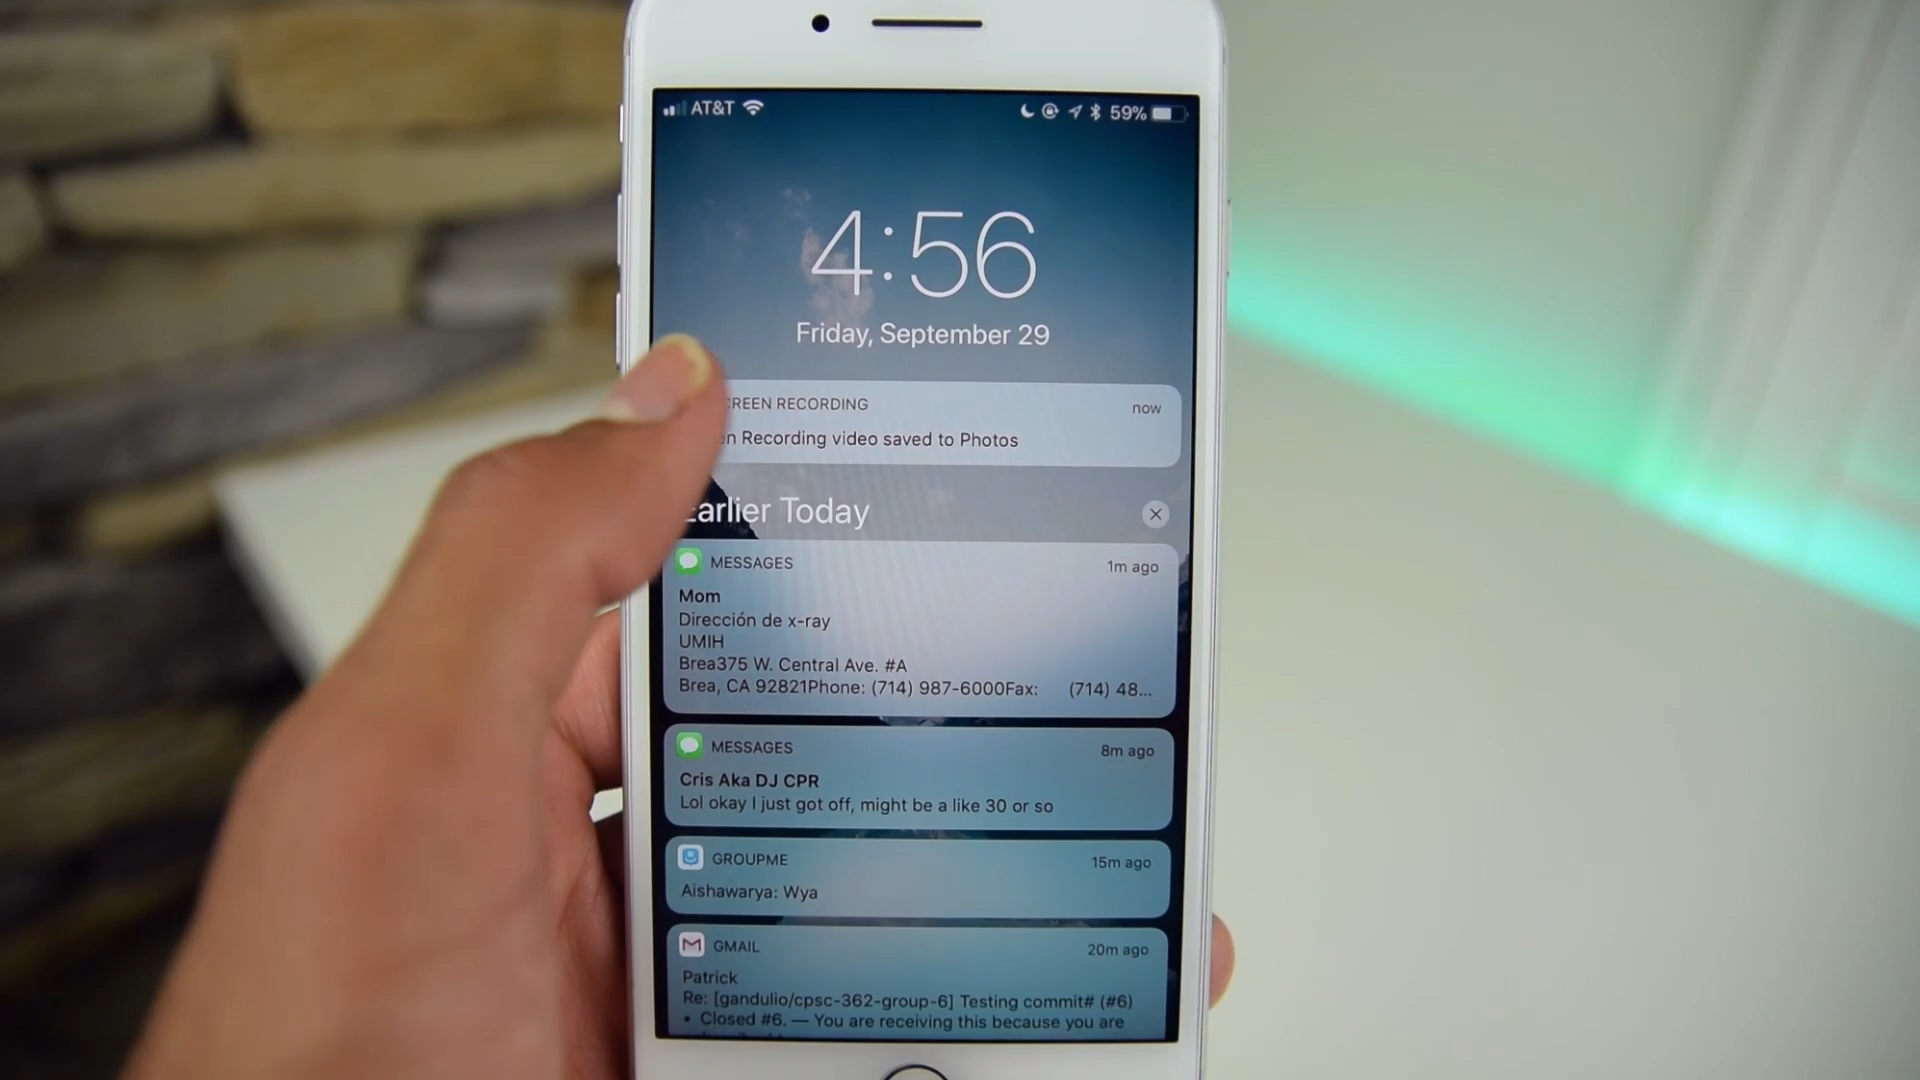 AT&T 59%
4:56
Friday, September 29
RECORDING now
Recording video saved to Photos
Earlier Today
MESSAGES 1m ago
Mom
Dirección de x-ray
UMIH
Brea375 W. Central Ave. #A
Brea, CA 92821Phone: (714) 987-6000Fax: (714) 48...
MESSAGES 8m ago
Cris Aka DJ CPR
Lol okay I just got off, might be a like 30 or so
GROUPME 15m ago
Aishawarya: Wya
GMAIL 20m ago
Patrick
Re: [gandulio/cpsc-362-group-6] Testing commit# (#6)
• Closed #6. — You are receiving this because you are